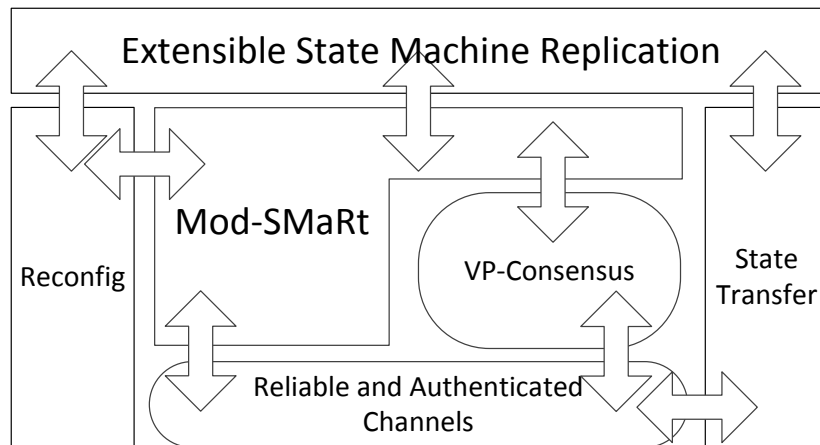 Extensible State Machine Replication
Mod-SMaRt
Reconfig
VP-Consensus
State
Transfer
Reliable and Authenticated
Channels